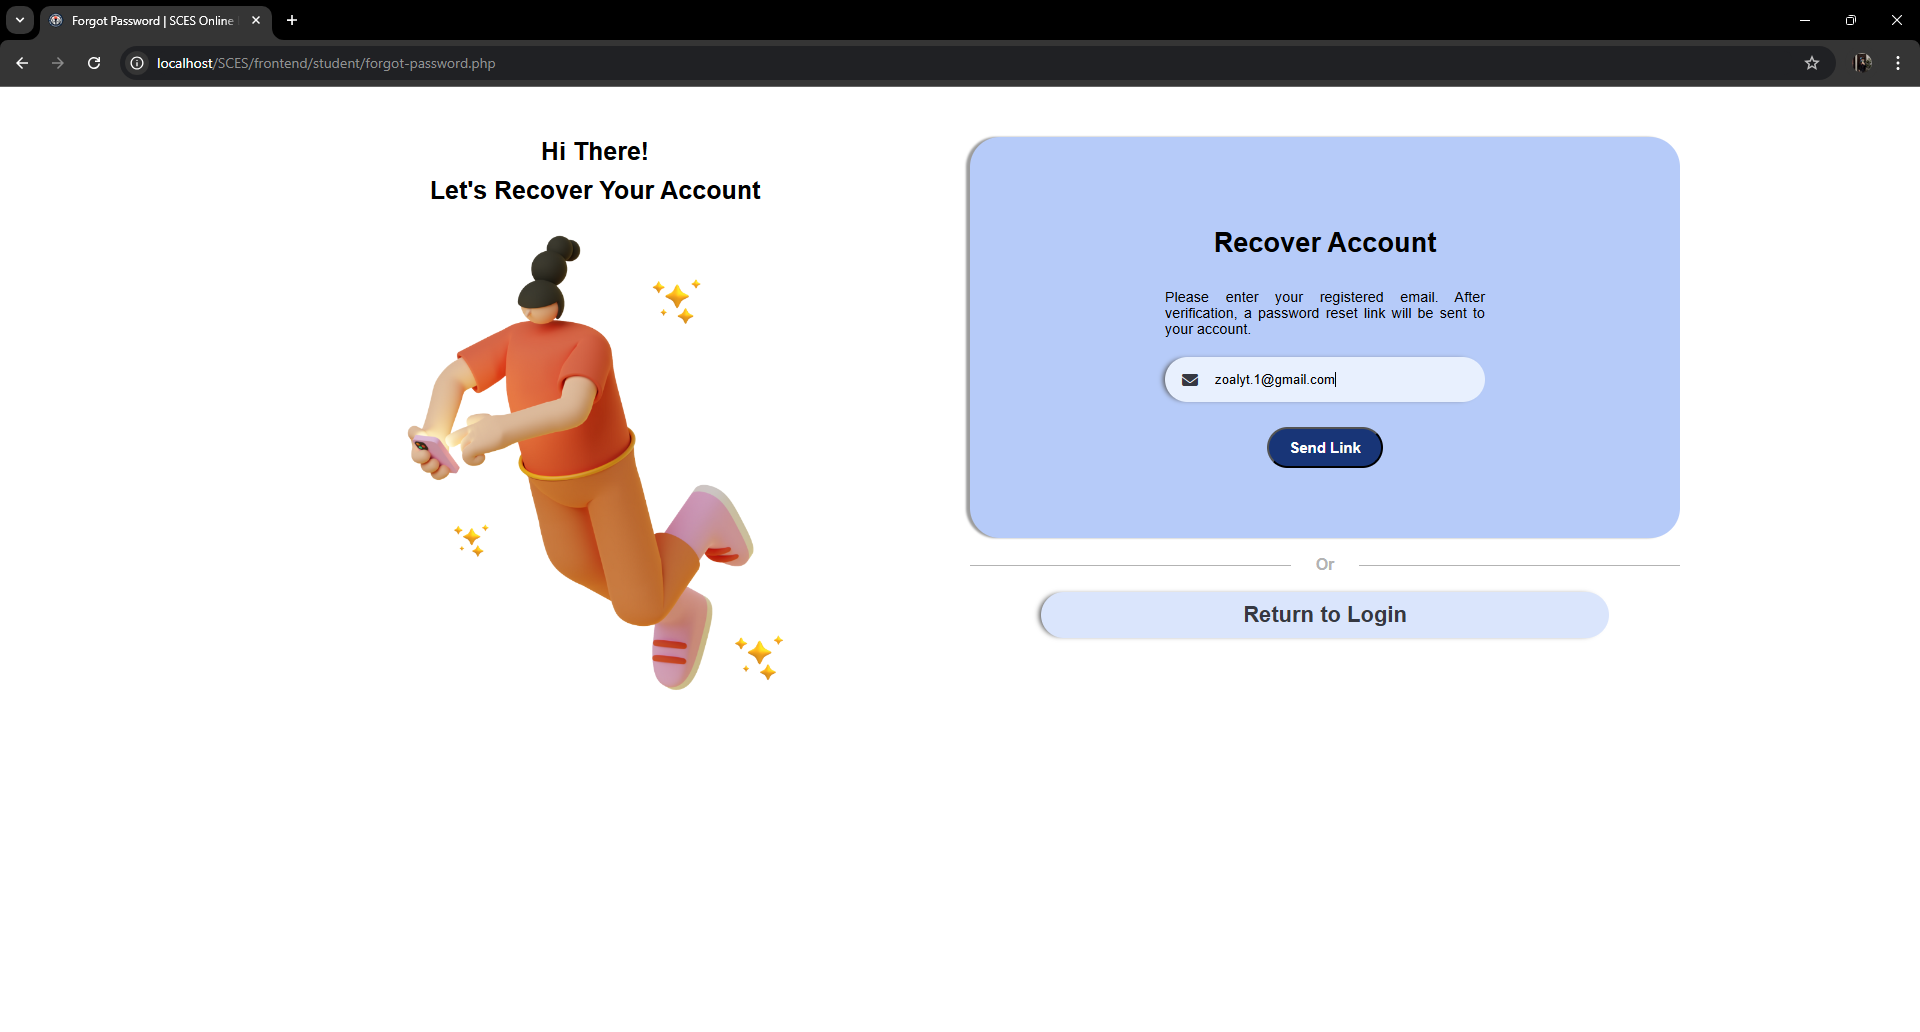 Forgot Password | SCES Online
localhost/SCES/frontend/student/forgot-password.php
Hi There!
Let's Recover Your Account
Recover Account
Please enter your registered email. After
verification, a password reset link will be sent to
your account.
zoalyt.1@gmail.com
Send Link
Or
Return to Login